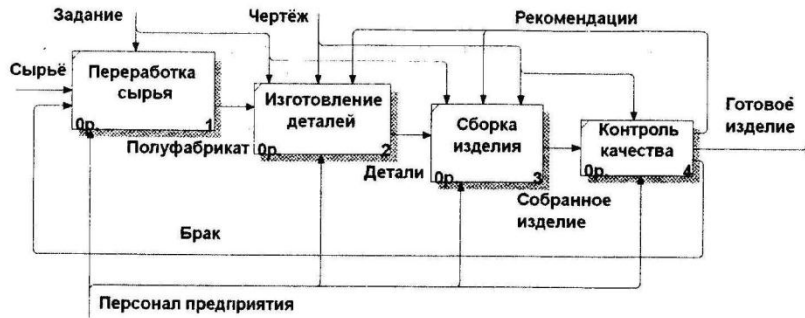 Задание
Чертёж
Рекомендации
Сырьё
Переработка
сырья
0р. 1
Полуфабрикат
Изготовление
деталей
0р. 2
Детали
Сборка
изделия
0р. 3
Собранное
изделие
Контроль
качества
0р. 4
Готовое
изделие
Брак
Персонал предприятия